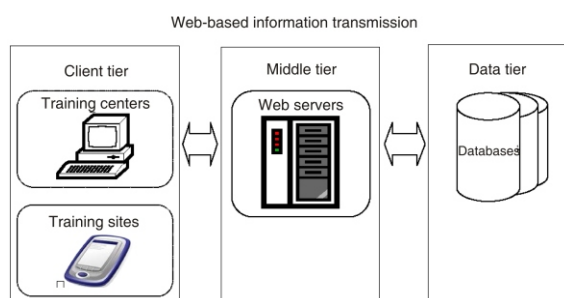 Web-based information transmission
Client tier
Training centers
Training sites
Middle tier
Web servers
Data tier
Databases